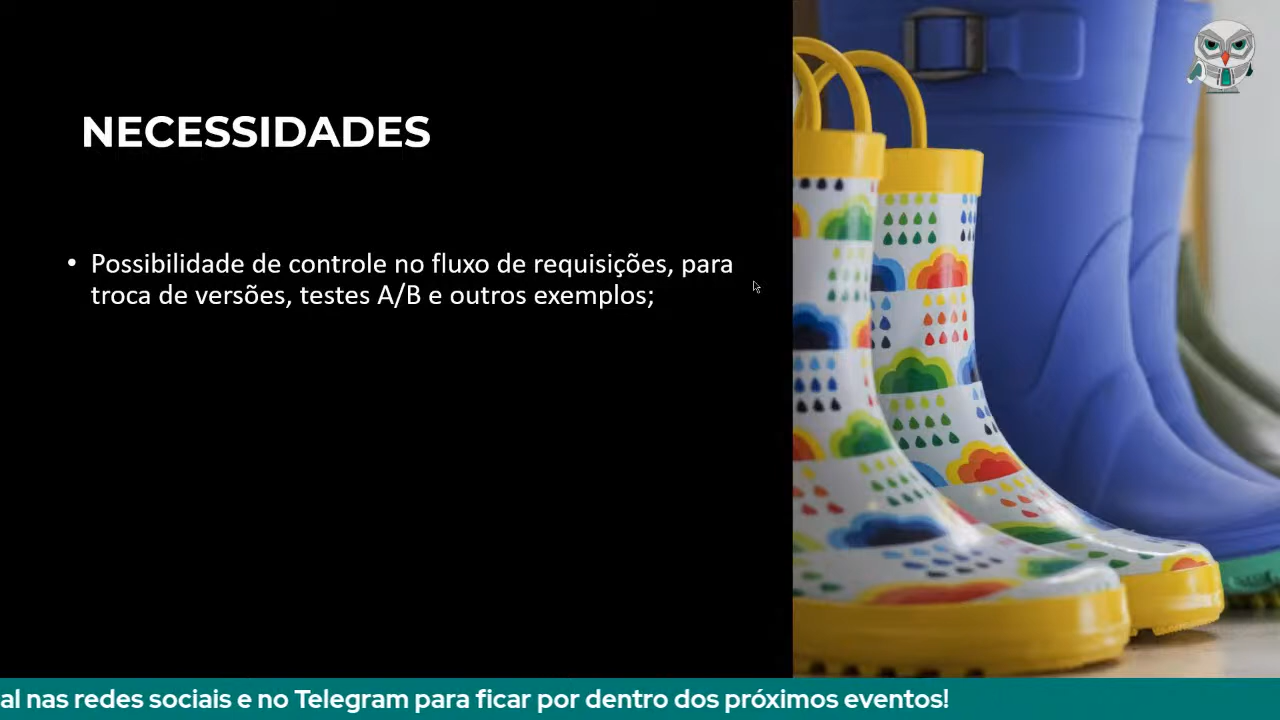 NECESSIDADES
• Possibilidade de controle no fluxo de requisições, para
troca de versões, testes A/B e outros exemplos;
al nas redes sociais e no Telegram para ficar por dentro dos próximos eventos!